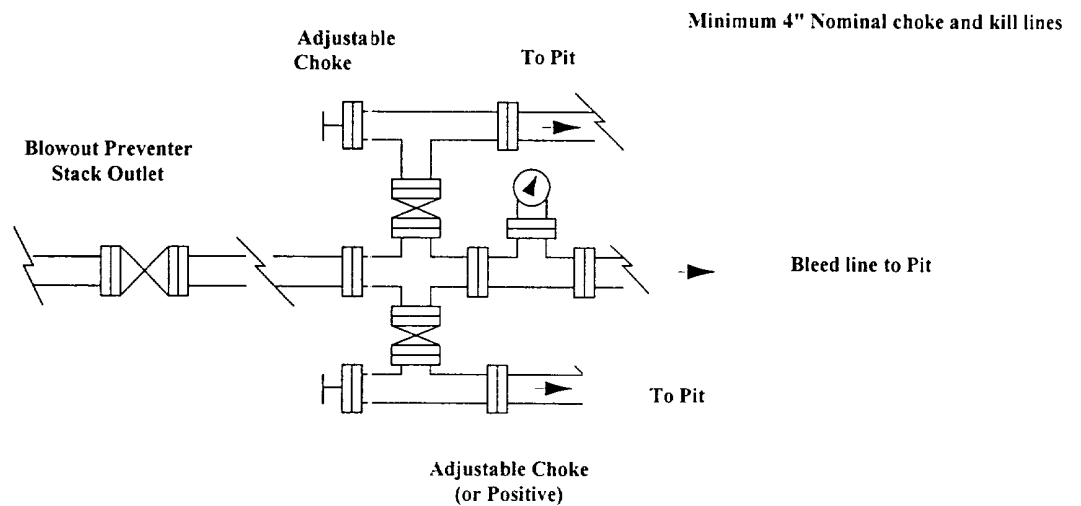 Minimum 4" Nominal choke and kill lines
Adjustable
Choke
To Pit
Blowout Preventer
Stack Outlet
Bleed line to Pit
To Pit
Adjustable Choke
(or Positive)